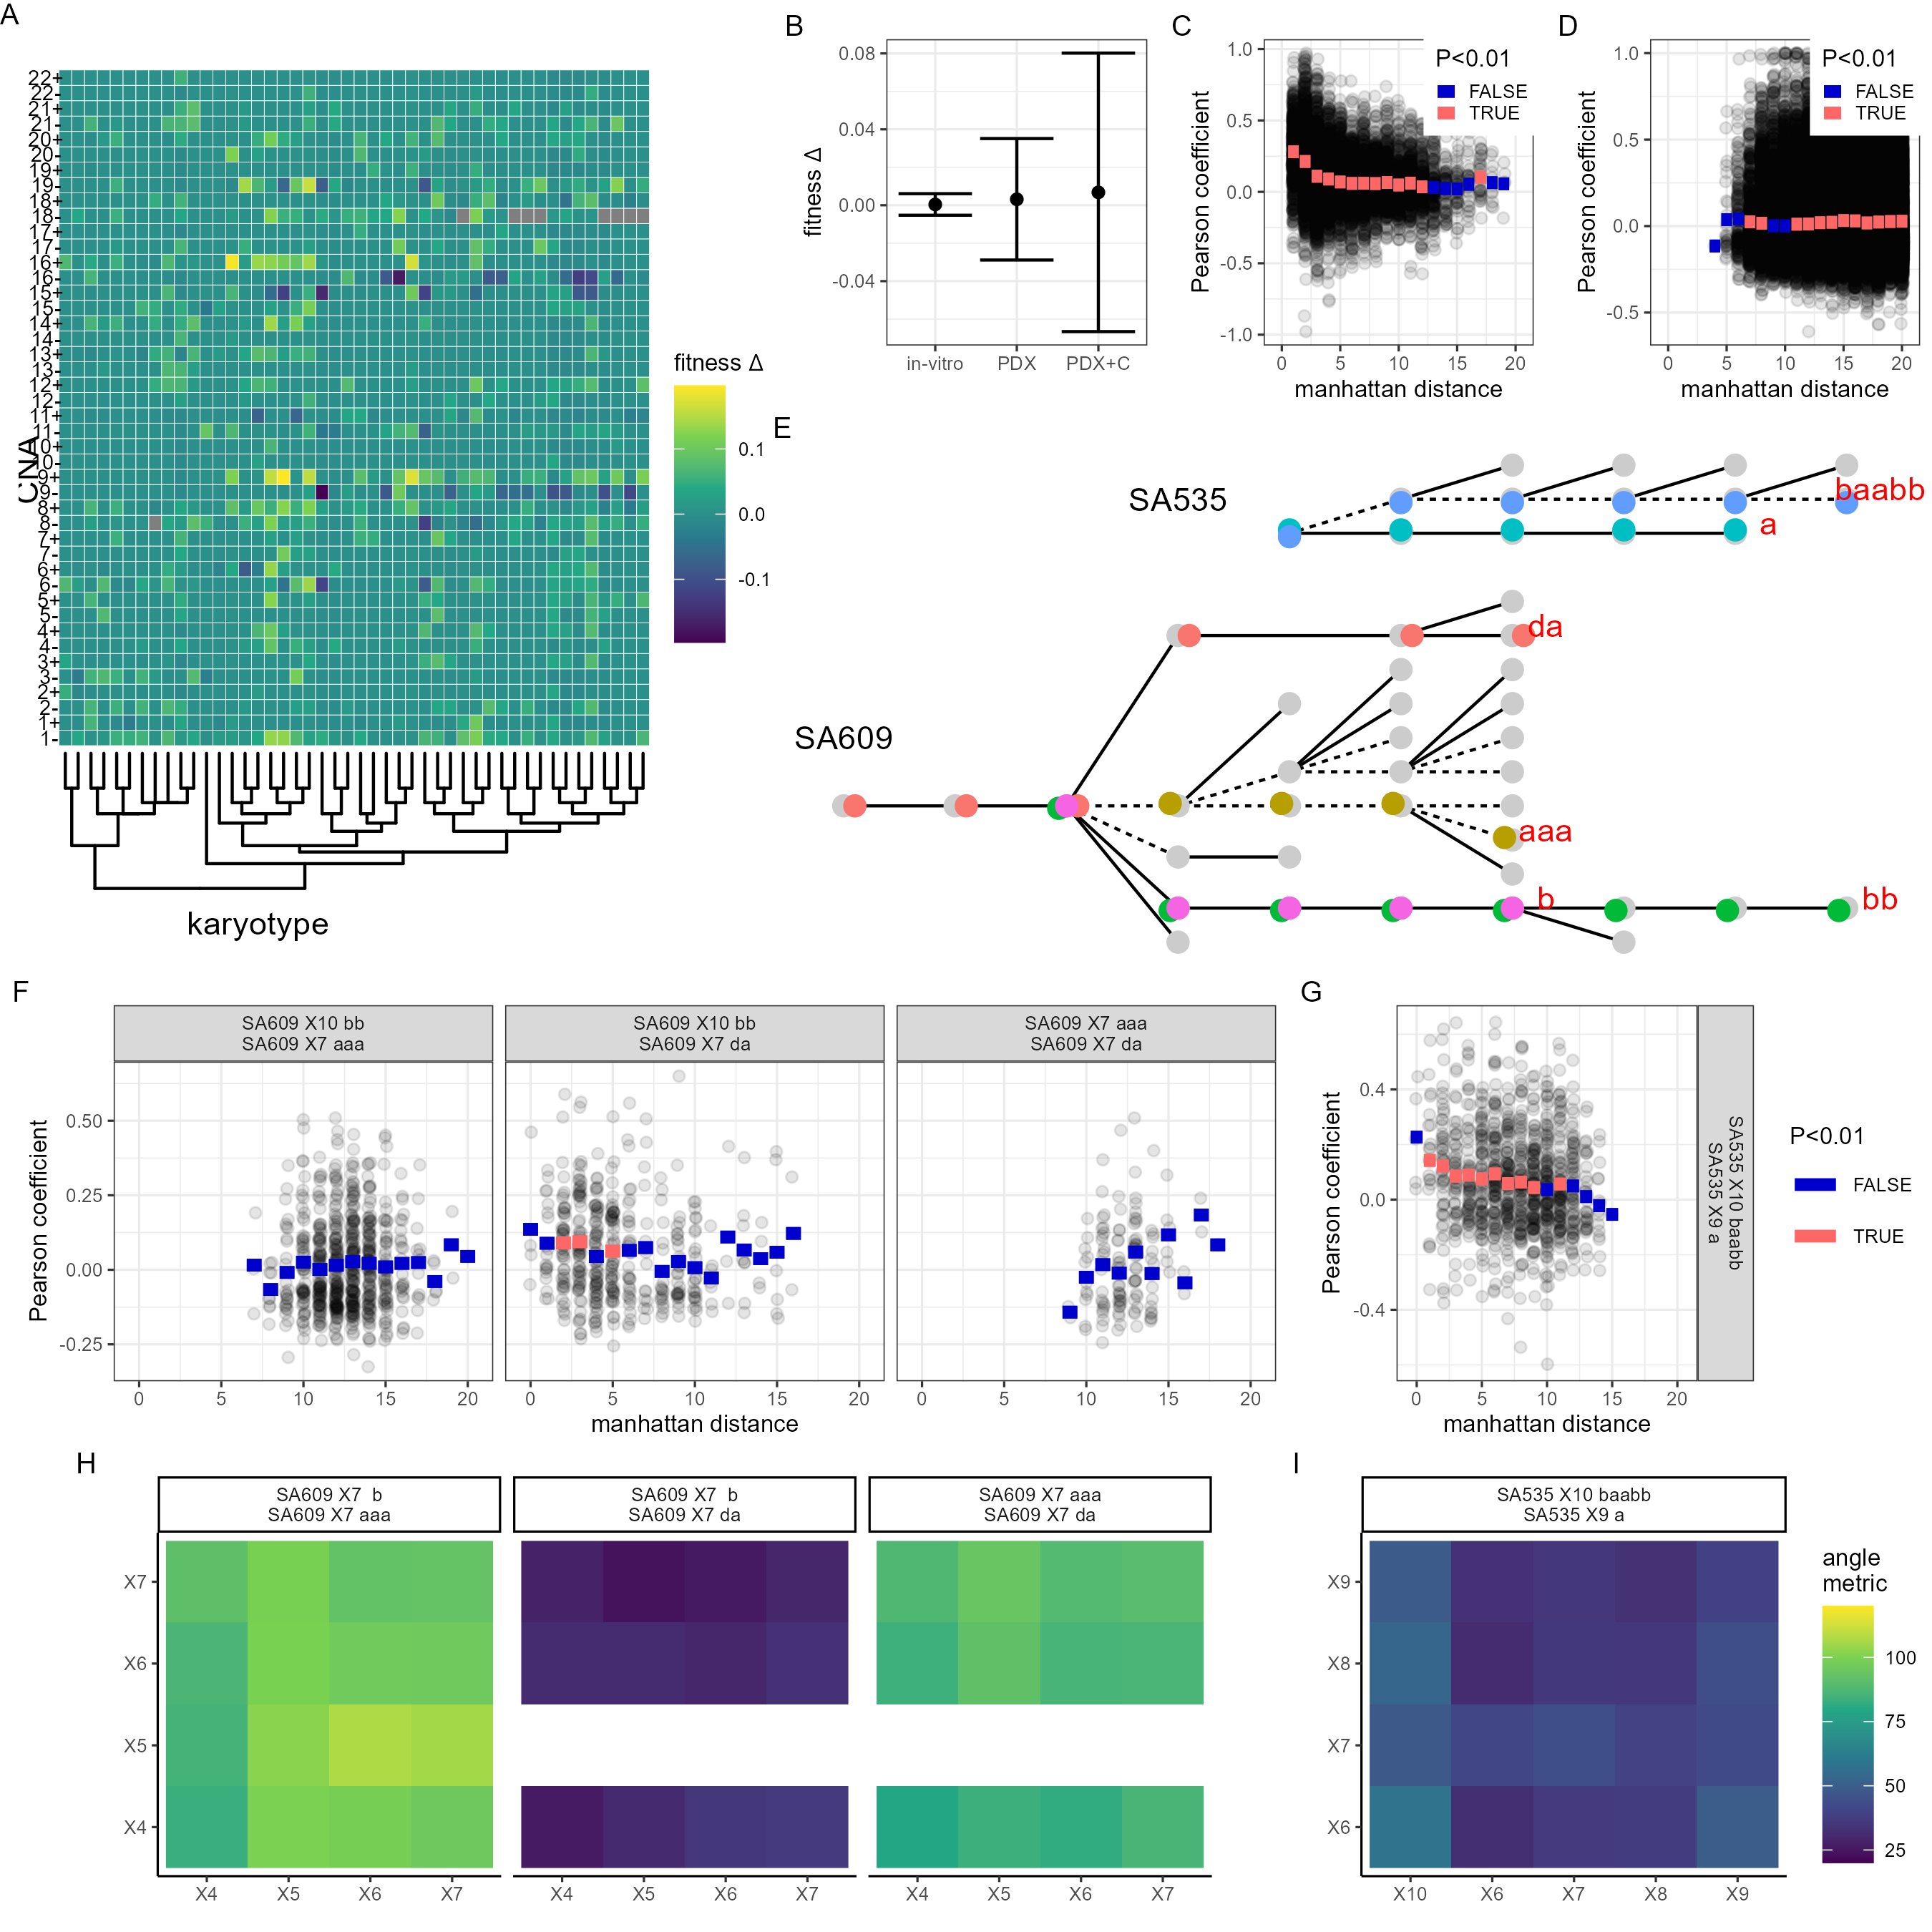 A
22+
22-
21+
21-
20+
20-
19+
19-
18+
18-
17+
17-
16+
16-
15+
15-
14+
14-
13+
13-
12+
12-
11+
11-
10+
10-
9+
9-
8+
8-
7+
7-
6+
6-
5+
5-
4+
4-
3+
3-
2+
2-
1+
1-
CNA
karyotype
fitness Δ
0.1
0.0
-0.1
B
fitness Δ
0.08
0.04
0.00
-0.04
in-vitro
PDX
PDX+C
C
Pearson coefficient
1.0
0.5
0.0
-0.5
-1.0
0
5
10
15
20
manhattan distance
P<0.01
FALSE
TRUE
D
Pearson coefficient
1.0
0.5
0.0
-0.5
0
5
10
15
20
manhattan distance
P<0.01
FALSE
TRUE
E
SA535
baabb
a
SA609
da
aaa
b
bb
F
SA609 X10 bb
SA609 X7 aaa
SA609 X10 bb
SA609 X7 da
SA609 X7 aaa
SA609 X7 da
Pearson coefficient
0.50
0.25
0.00
-0.25
0
5
10
15
20
0
5
10
15
20
0
5
10
15
20
manhattan distance
G
Pearson coefficient
0.4
0.0
-0.4
0
5
10
15
20
manhattan distance
SA535 X10 baabb
SA535 X9 a
P<0.01
FALSE
TRUE
H
SA609 X7 b
SA609 X7 aaa
SA609 X7 b
SA609 X7 da
SA609 X7 aaa
SA609 X7 da
X7
X6
X5
X4
X4
X5
X6
X7
X4
X5
X6
X7
X4
X5
X6
X7
I
SA535 X10 baabb
SA535 X9 a
X9
X8
X7
X6
X10
X6
X7
X8
X9
angle
metric
100
75
50
25